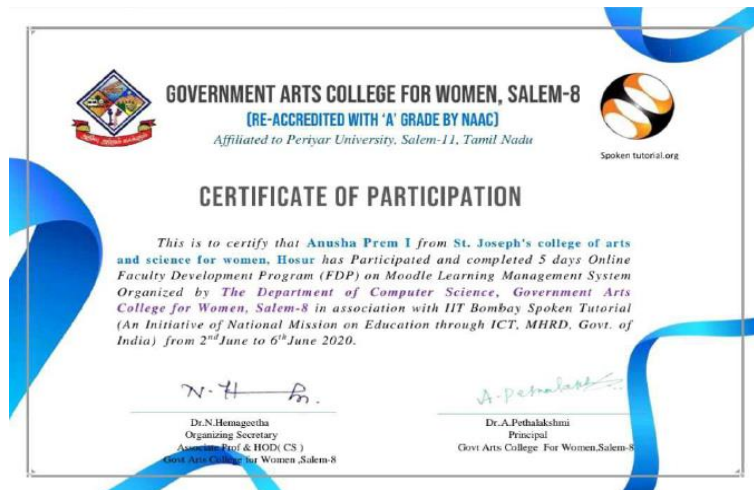 GOVERNMENT ARTS COLLEGE FOR WOMEN, SALEM-8
(RE-ACCREDITED WITH 'A' GRADE BY NAAC)
Affiliated to Periyar University, Salem-11, Tamil Nadu
Spoken tutorial.org
CERTIFICATE OF PARTICIPATION
This is to certify that Anusha Prem I from St. Joseph's college of arts
and science for women, Hosur has Participated and completed 5 days Online
Faculty Development Program (FDP) on Moodle Learning Management System
Organized by The Department of Computer Science, Government Arts
College for Women, Salem-8 in association with IIT Bombay Spoken Tutorial
(An Initiative of National Mission on Education through ICT, MHRD, Govt. of
India) from 2nd June to 6th June 2020.
N-H
A-Pethalakshmi
Dr.N.Hemageetha
Organizing Secretary
Associate Prof & HOD( CS )
Govt Arts College for Women ,Salem-8
Dr.A.Pethalakshmi
Principal
Govt Arts College For Women,Salem-8